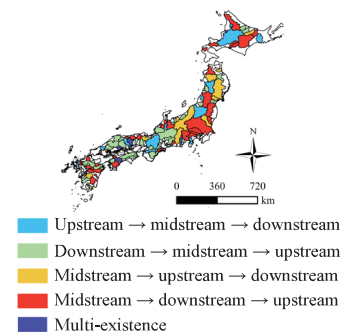 N
0 360 720
km
Upstream → midstream → downstream
Downstream → midstream → upstream
Midstream → upstream → downstream
Midstream → downstream → upstream
Multi-existence